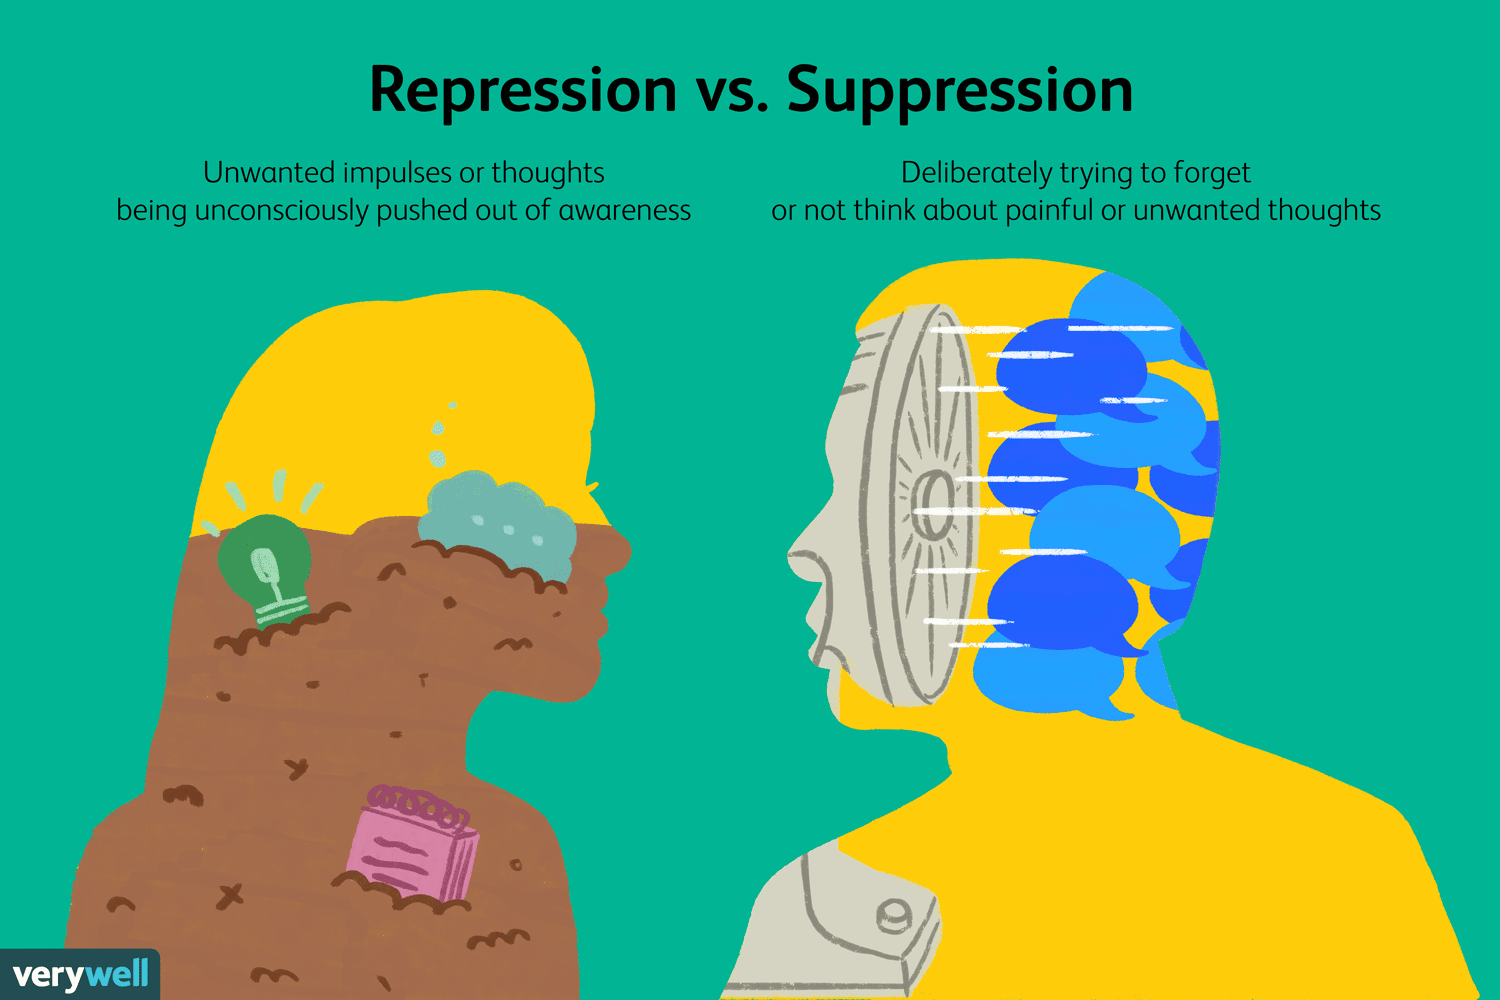 Repression vs. Suppression
Unwanted impulses or thoughts
being unconsciously pushed out of awareness
Deliberately trying to forget
or not think about painful or unwanted thoughts
verywell